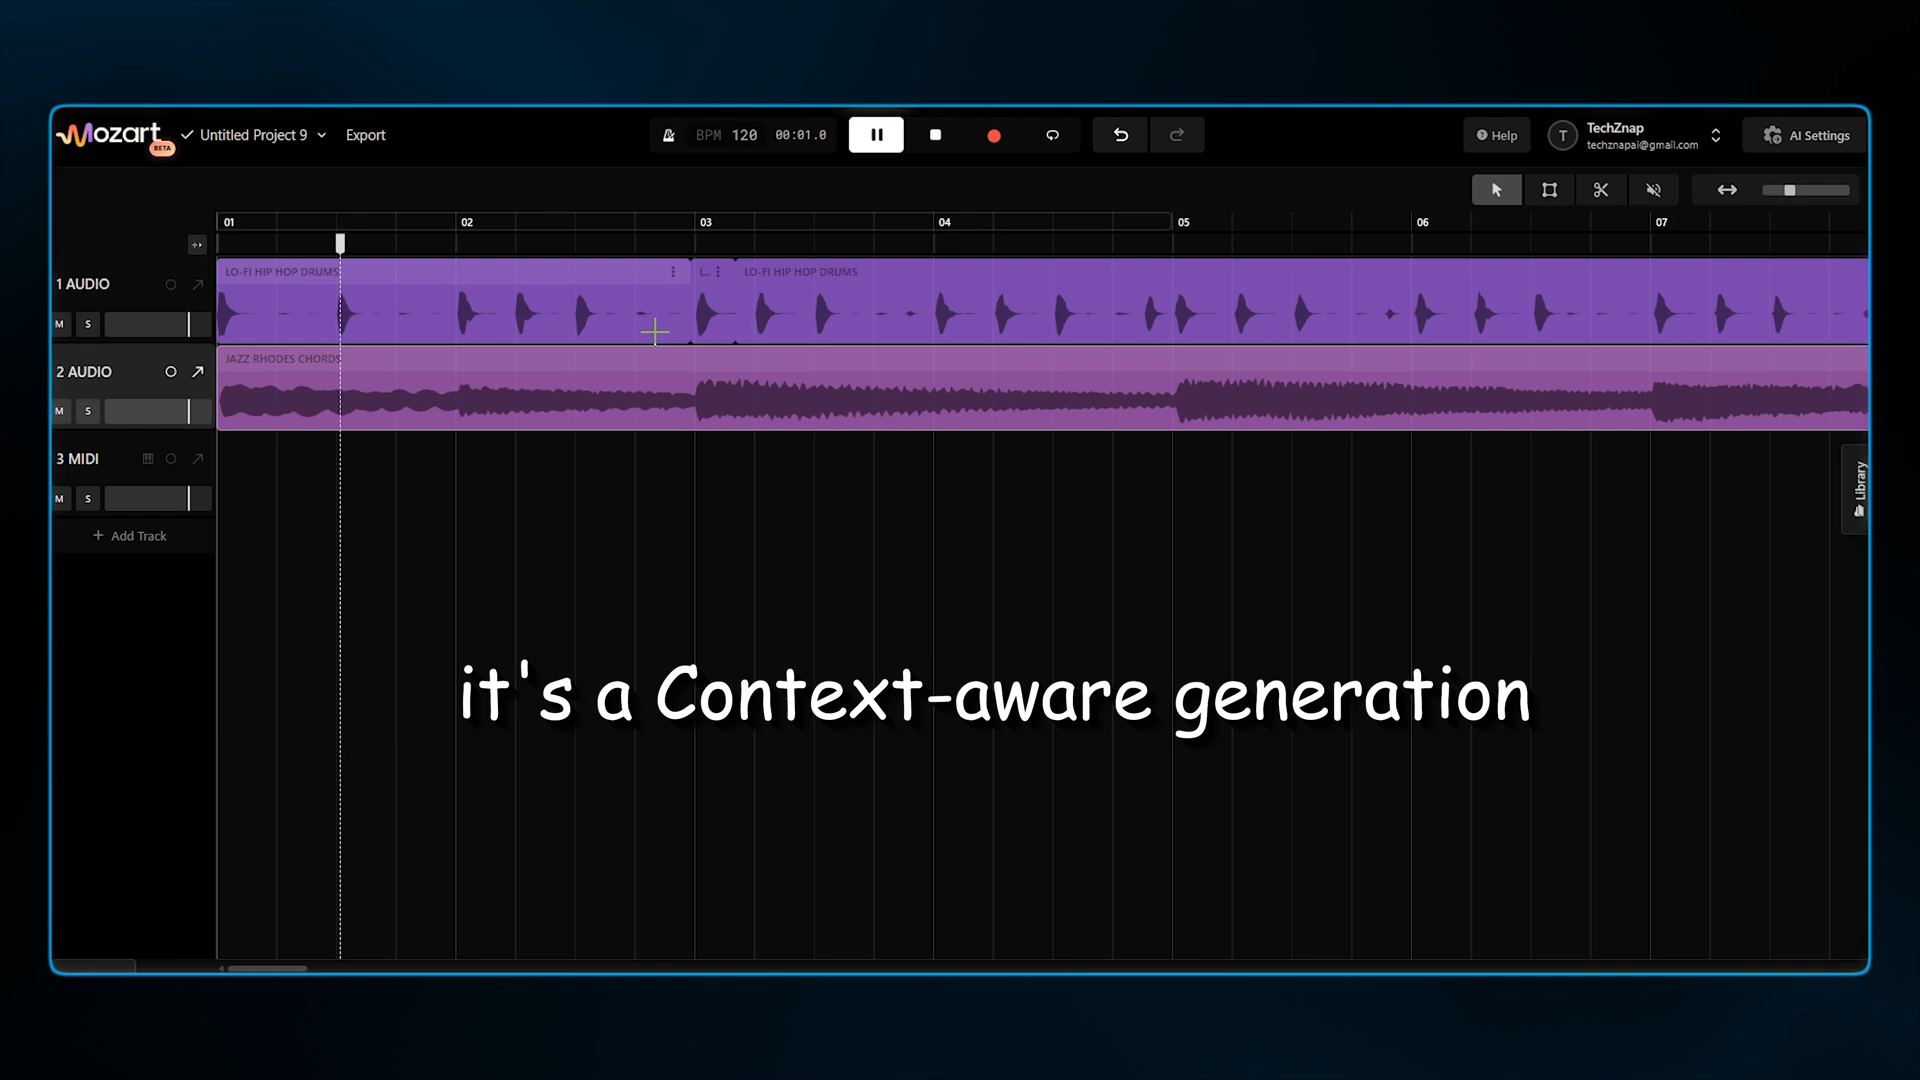 Mozart
BETA
Untitled Project 9
Export
BPM 120
00:01.0
Help
T
TechZnap
techznapai@gmail.com
AI Settings
01
02
03
04
05
06
07
1 AUDIO
M
S
LO-FI HIP HOP DRUMS
L..
LO-FI HIP HOP DRUMS
2 AUDIO
M
S
JAZZ RHODES CHORDS
3 MIDI
M
S
+ Add Track
Library
it's a Context-aware generation